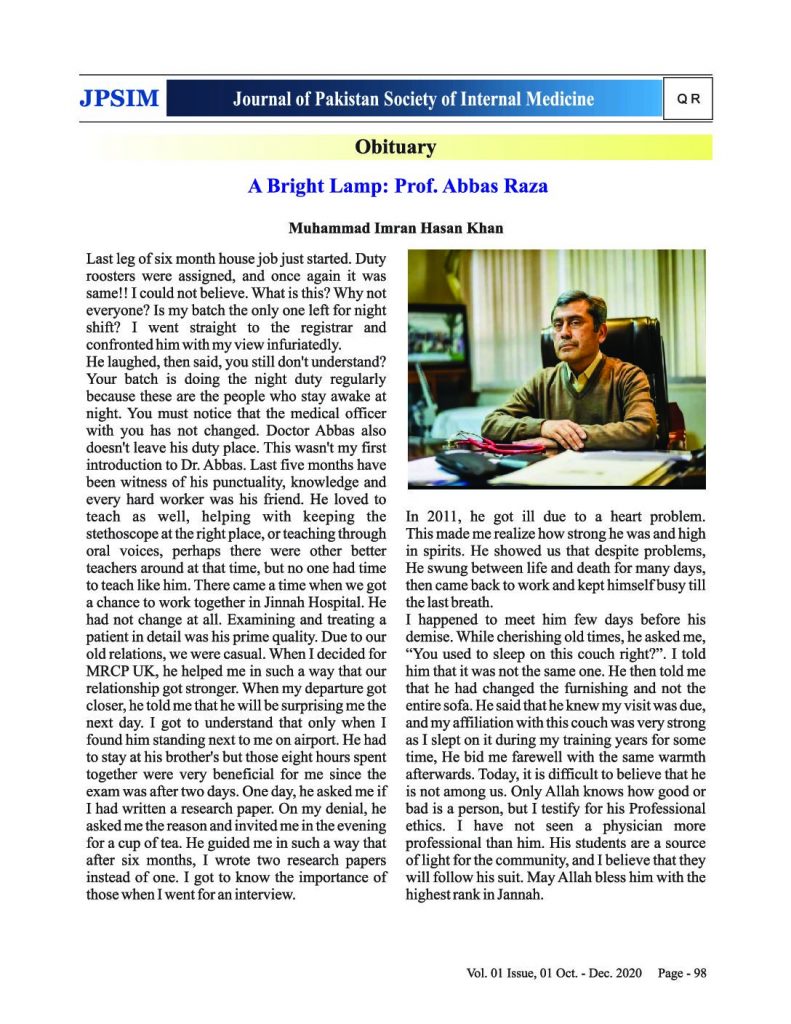 JPSIM
Journal of Pakistan Society of Internal Medicine
Q R
Obituary
A Bright Lamp: Prof. Abbas Raza
Muhammad Imran Hasan Khan
Last leg of six month house job just started. Duty
roosters were assigned, and once again it was
same!! I could not believe. What is this? Why not
everyone? Is my batch the only one left for night
shift? I went straight to the registrar and
confronted him with my view infuriatedly.
He laughed, then said, you still don't understand?
Your batch is doing the night duty regularly
because these are the people who stay awake at
night. You must notice that the medical officer
with you has not changed. Doctor Abbas also
doesn't leave his duty place. This wasn't my first
introduction to Dr. Abbas. Last five months have
been witness of his punctuality, knowledge and
every hard worker was his friend. He loved to
teach as well, helping with keeping the
stethoscope at the right place, or teaching through
oral voices, perhaps there were other better
teachers around at that time, but no one had time
to teach like him. There came a time when we got
a chance to work together in Jinnah Hospital. He
had not change at all. Examining and treating a
patient in detail was his prime quality. Due to our
old relations, we were casual. When I decided for
MRCP UK, he helped me in such a way that our
relationship got stronger. When my departure got
closer, he told me that he will be surprising me the
next day. I got to understand that only when I
found him standing next to me on airport. He had
to stay at his brother's but those eight hours spent
together were very beneficial for me since the
exam was after two days. One day, he asked me if
I had written a research paper. On my denial, he
asked me the reason and invited me in the evening
for a cup of tea. He guided me in such a way that
after six months, I wrote two research papers
instead of one. I got to know the importance of
those when I went for an interview.
In 2011, he got ill due to a heart problem.
This made me realize how strong he was and high
in spirits. He showed us that despite problems,
He swung between life and death for many days,
then came back to work and kept himself busy till
the last breath.
I happened to meet him few days before his
demise. While cherishing old times, he asked me,
“You used to sleep on this couch right?”. I told
him that it was not the same one. He then told me
that he had changed the furnishing and not the
entire sofa. He said that he knew my visit was due,
and my affiliation with this couch was very strong
as I slept on it during my training years for some
time, He bid me farewell with the same warmth
afterwards. Today, it is difficult to believe that he
is not among us. Only Allah knows how good or
bad is a person, but I testify for his Professional
ethics. I have not seen a physician more
professional than him. His students are a source
of light for the community, and I believe that they
will follow his suit. May Allah bless him with the
highest rank in Jannah.
Vol. 01 Issue, 01 Oct. - Dec. 2020 Page - 98